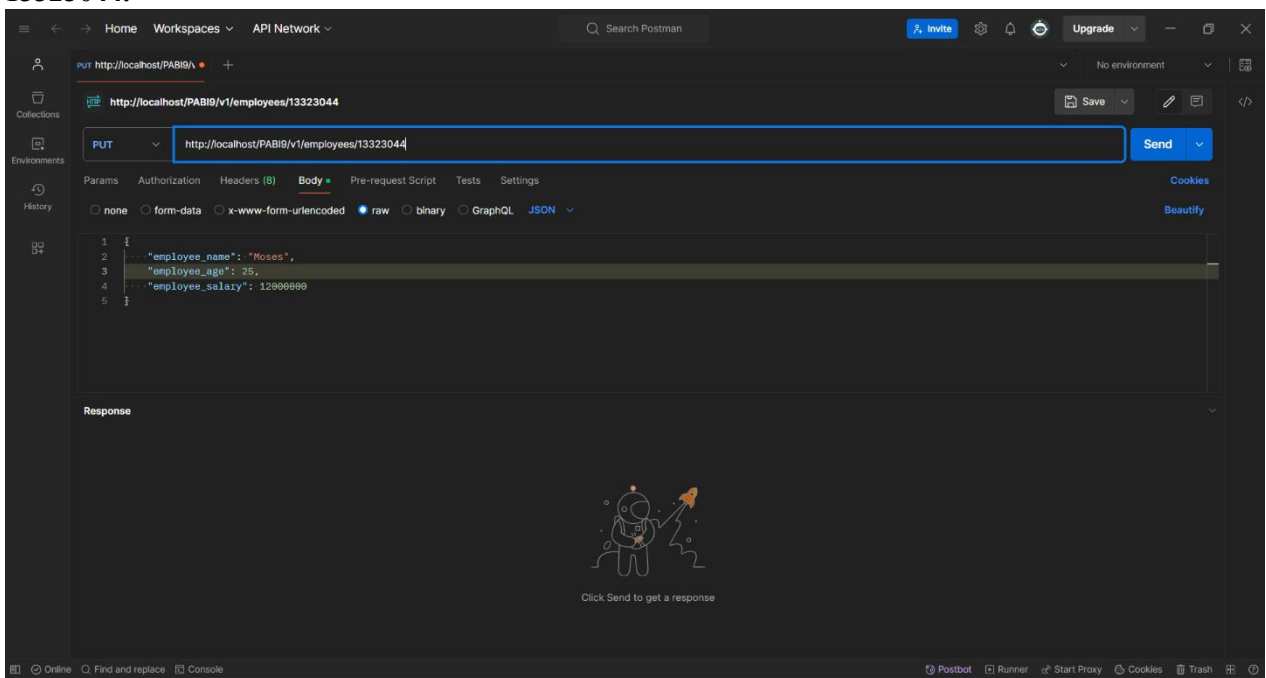 Home Workspaces API Network Search Postman Invite Upgrade
PUT http://localhost/PABI9/v No environment
HTTP http://localhost/PABI9/v1/employees/13323044 Save
PUT http://localhost/PABI9/v1/employees/13323044 Send
Params Authorization Headers (8) Body Pre-request Script Tests Settings Cookies
none form-data x-www-form-urlencoded raw binary GraphQL JSON Beautify
Collections
Environments
History
1 {
2 "employee_name": "Moses",
3 "employee_age": 25,
4 "employee_salary": 12000000
5 }
Response
Click Send to get a response
Online Find and replace Console Postbot Runner Start Proxy Cookies Trash